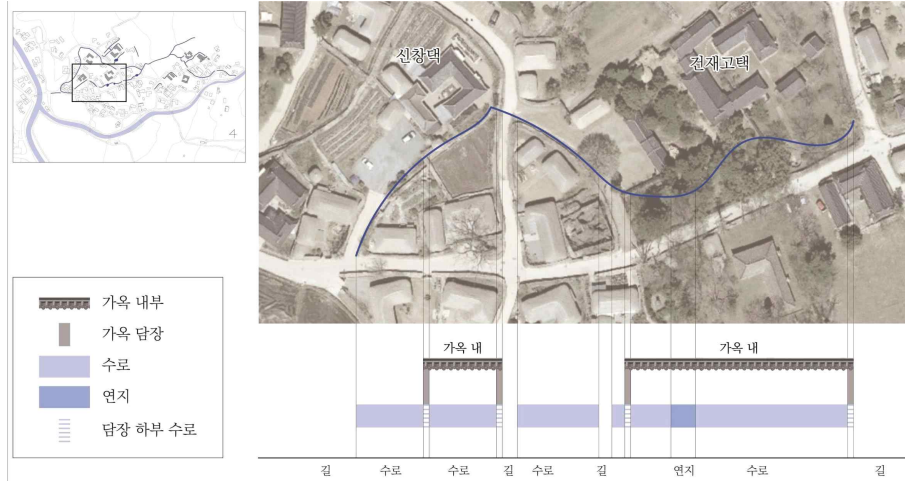 4
신창댁
건재고택
가옥 내부
가옥 담장
수로
연지
담장 하부 수로
가옥 내
가옥 내
길 수로 수로 길 수로 길 연지 수로 길